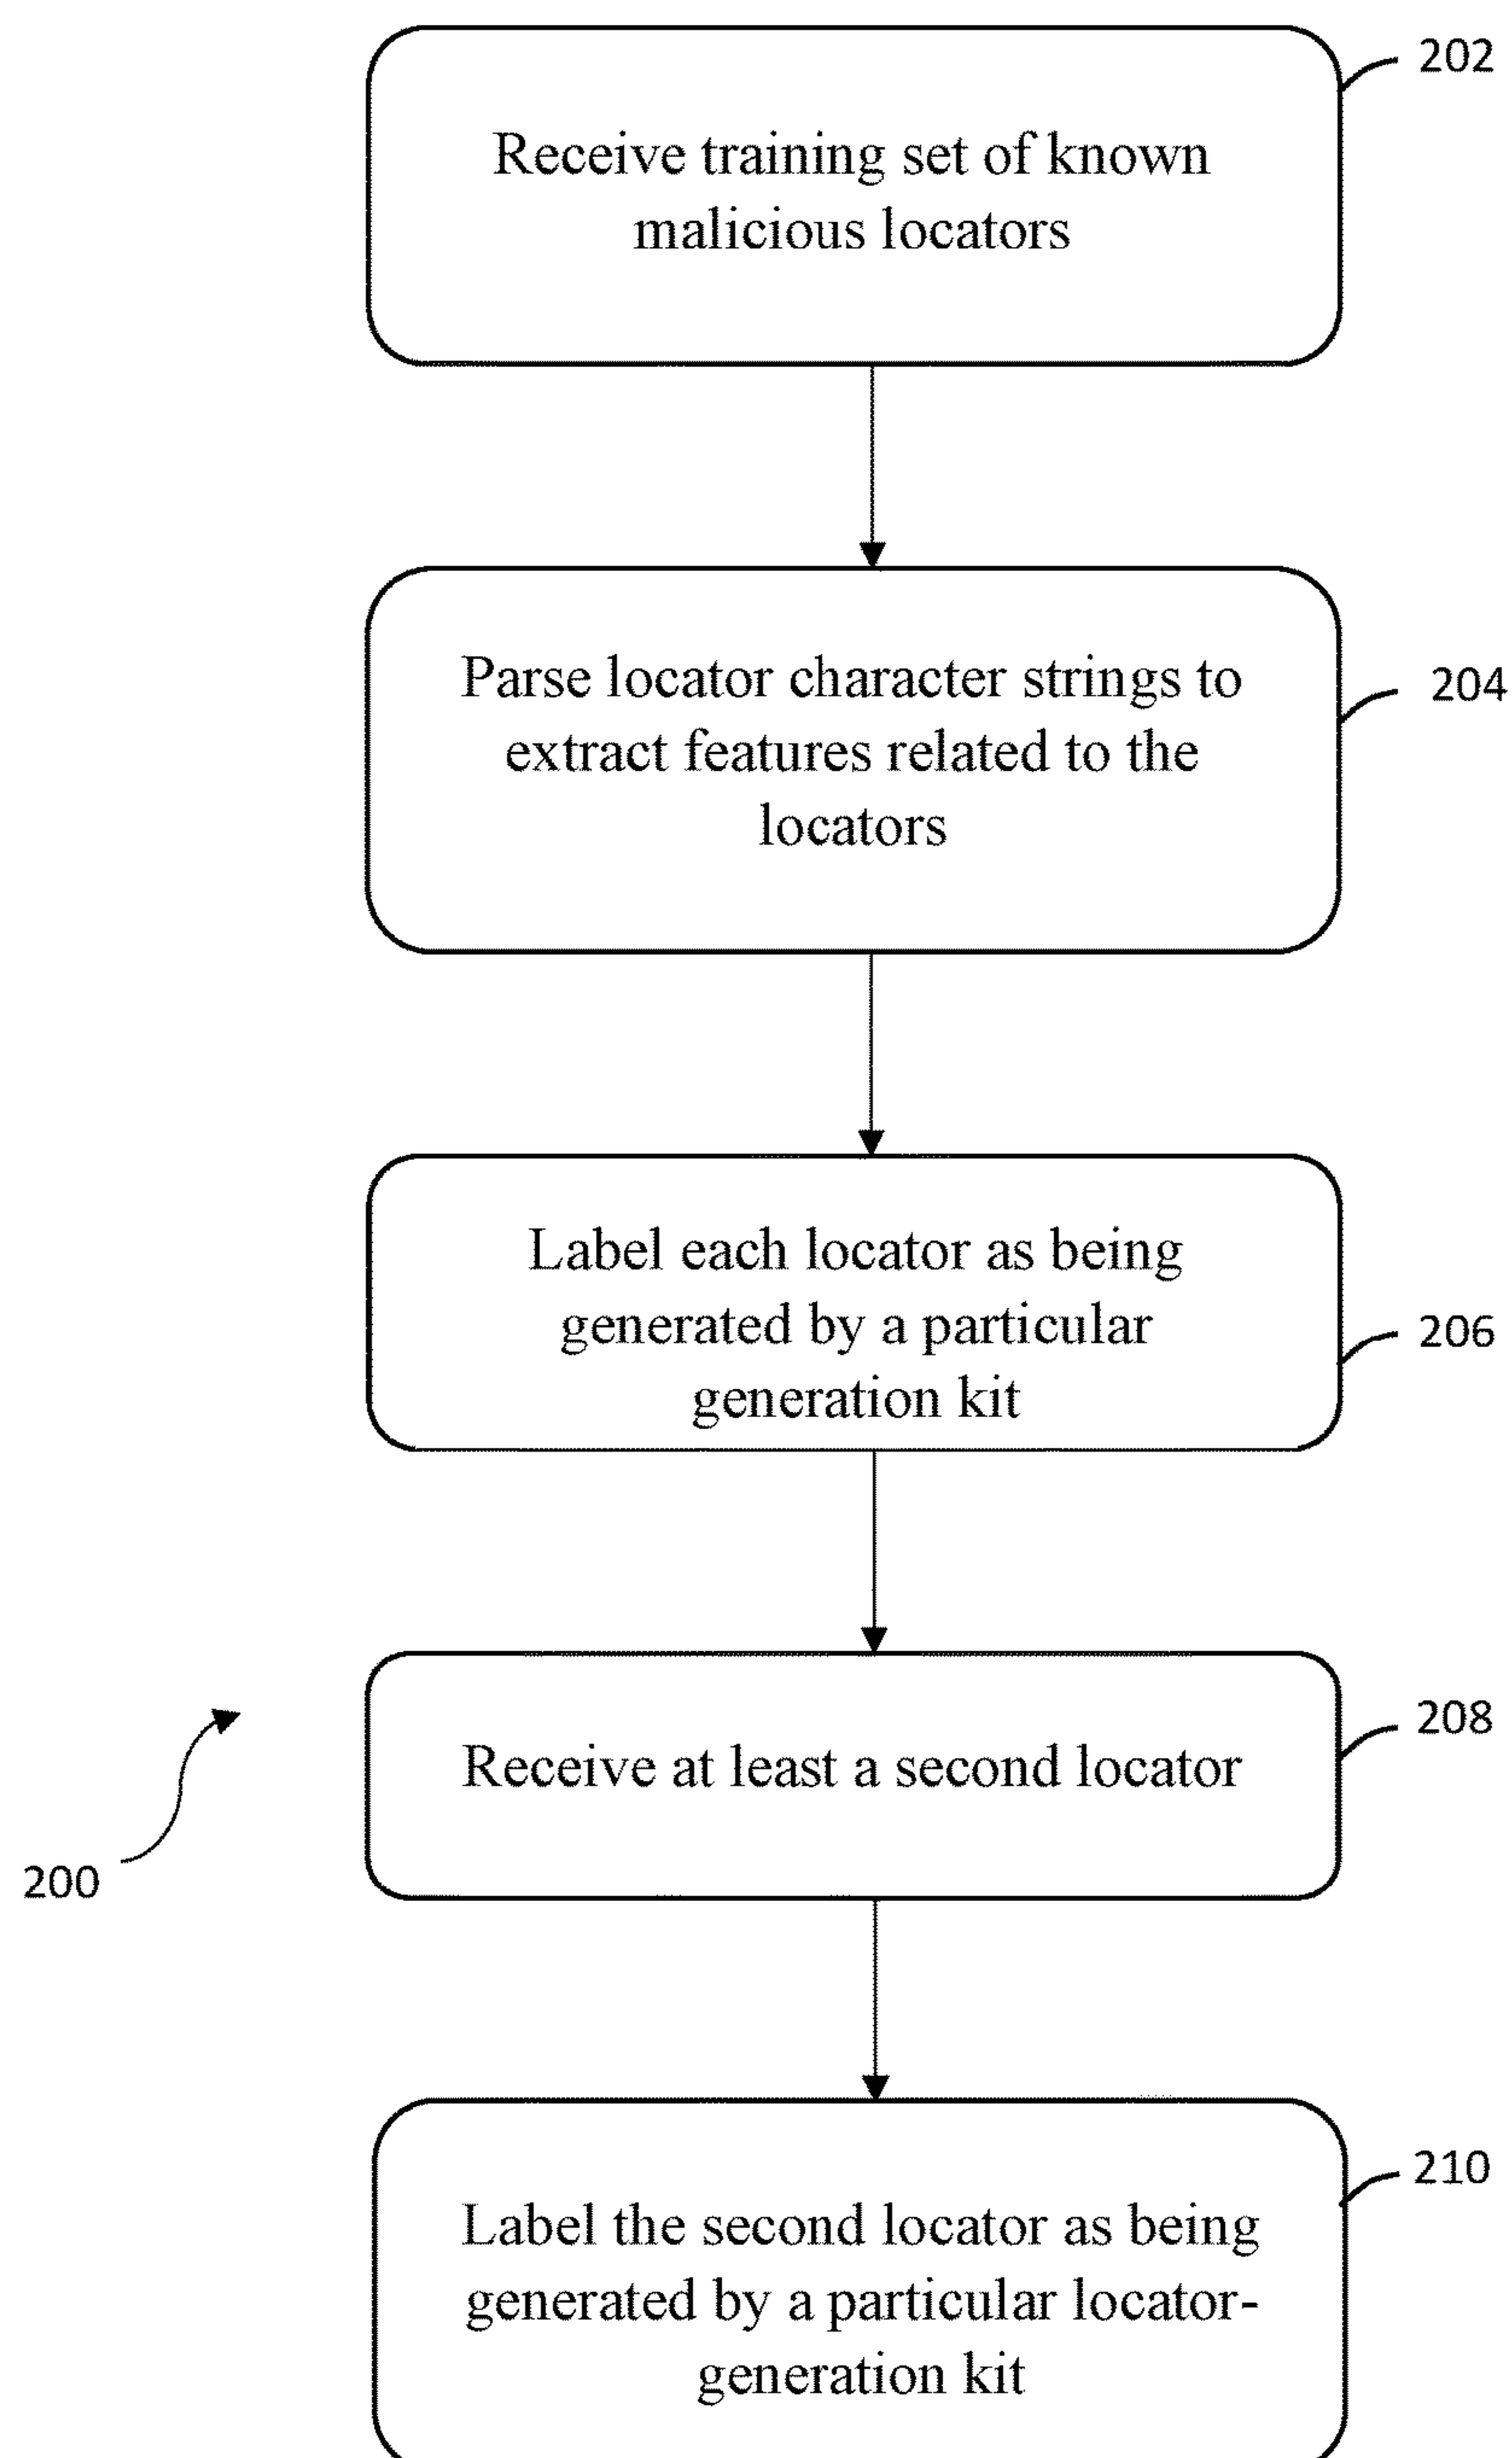 202
Receive training set of known
malicious locators
204
Parse locator character strings to
extract features related to the
locators
Label each locator as being
generated by a particular
generation kit
206
208
Receive at least a second locator
200
210
Label the second locator as being
generated by a particular locator-
generation kit